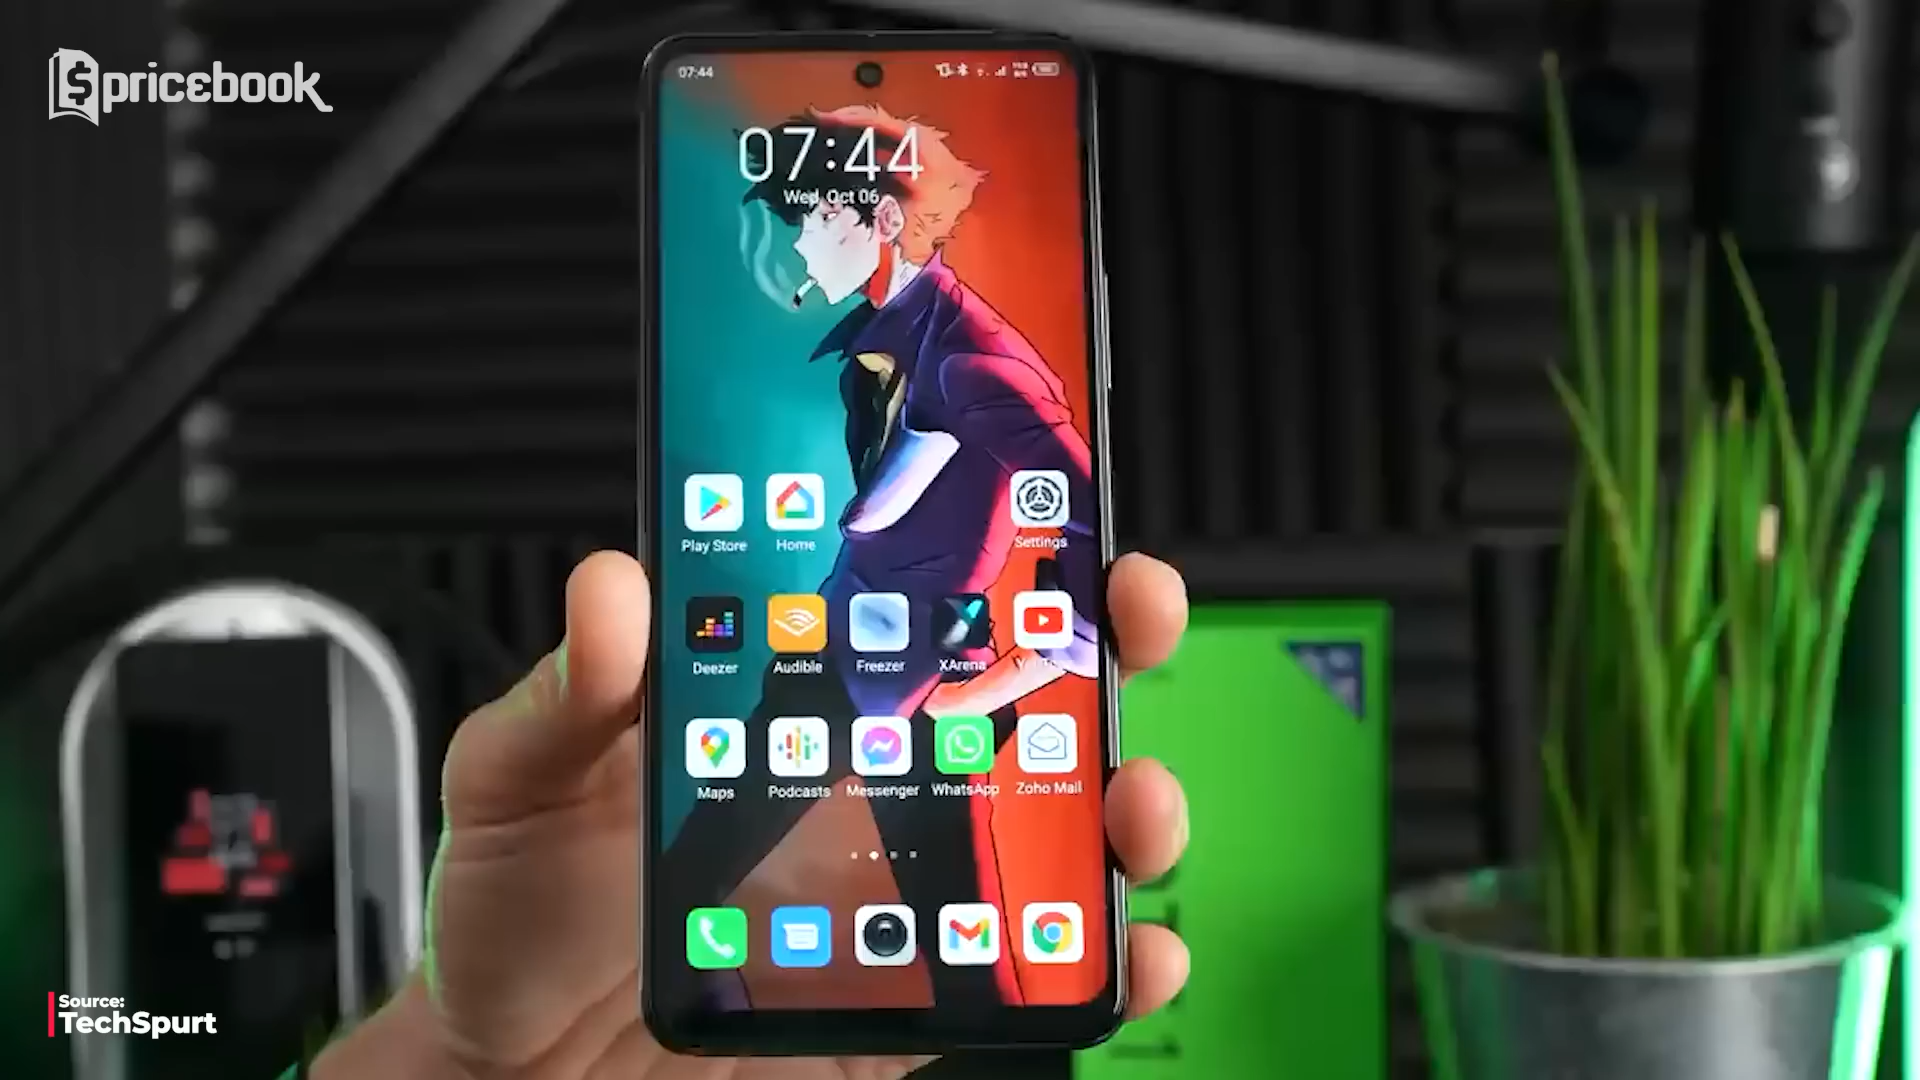 $pricebook
07:44
07:44
Wed, Oct 06
Play Store
Home
Settings
Deezer
Audible
Freezer
XArena
Maps
Podcasts
Messenger
WhatsApp
Zoho Mail
Source:
TechSpurt